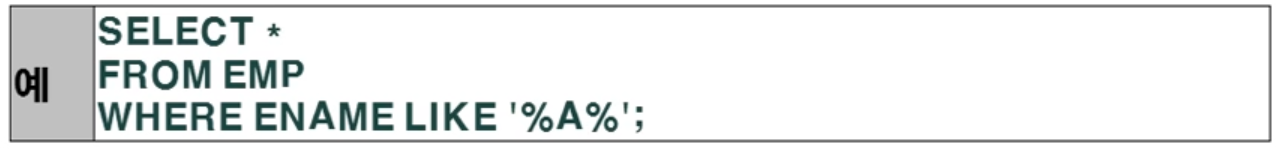 예
SELECT *
FROM EMP
WHERE ENAME LIKE '%A%';